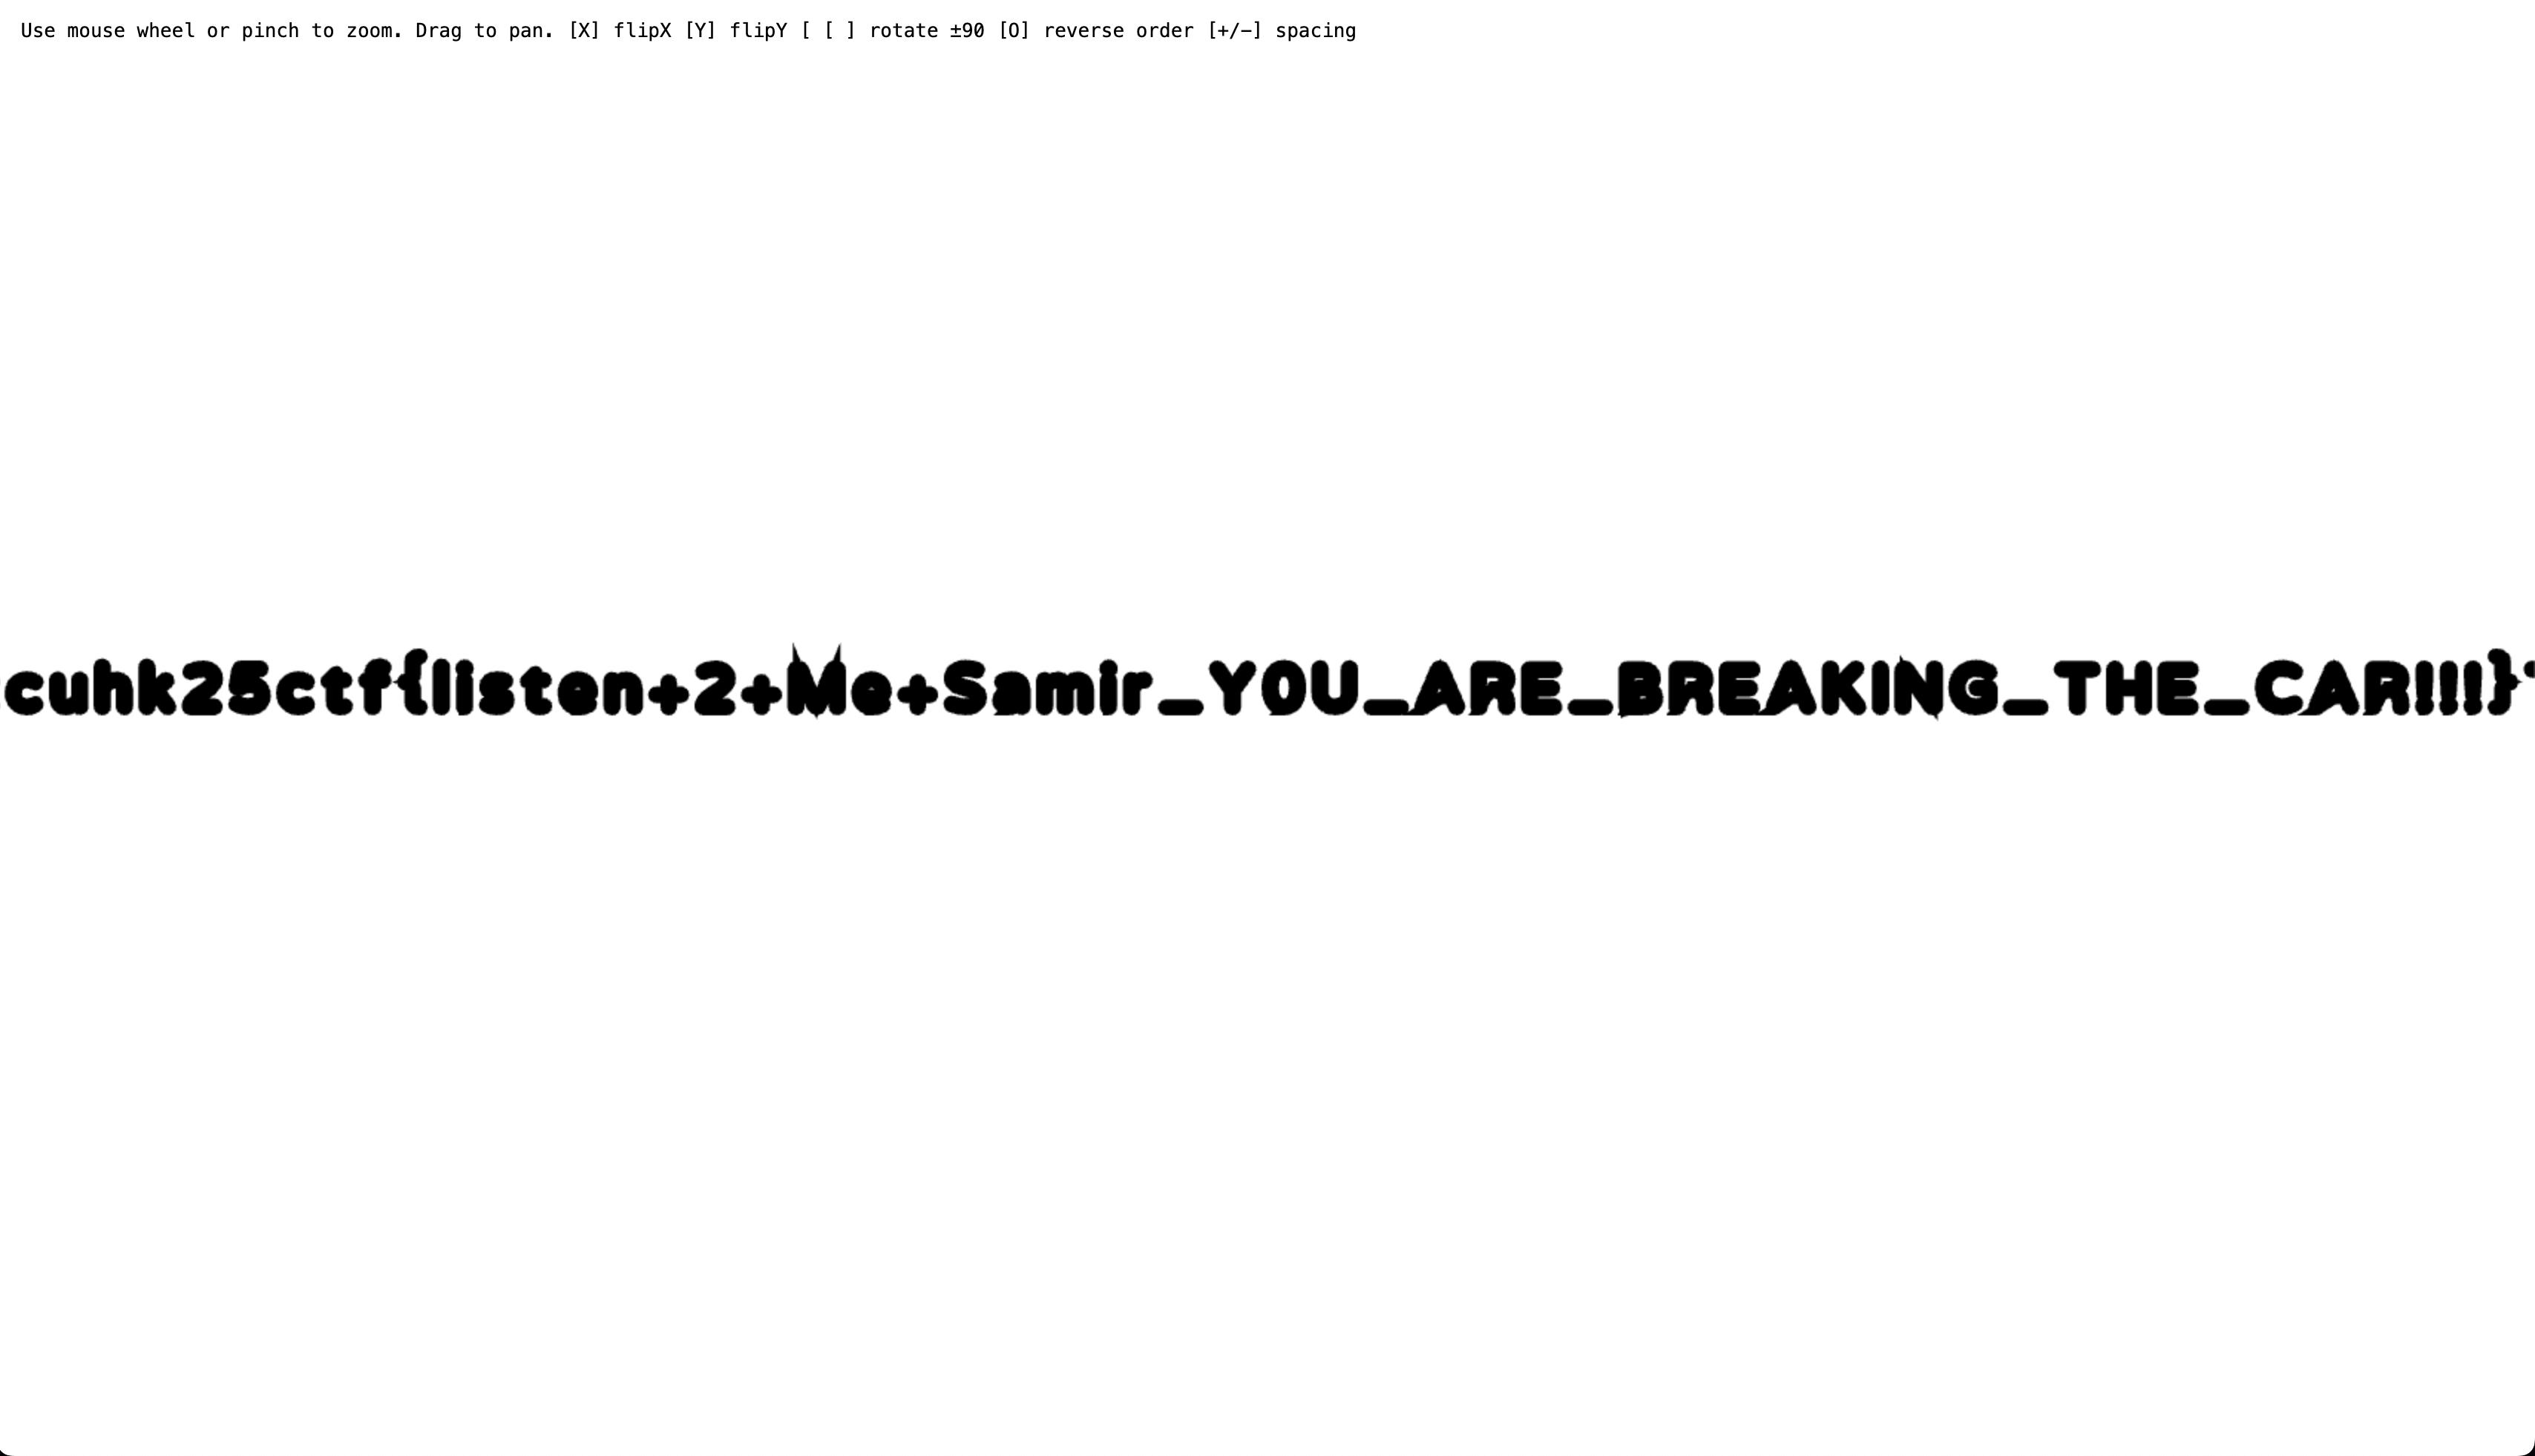 Use mouse wheel or pinch to zoom. Drag to pan. [X] flipX [Y] flipY [ [ ] rotate ±90 [O] reverse order [+/−] spacing
cuhk25ctf{listen+2+Me+Samir_YOU_ARE_BREAKING_THE_CAR!!!}